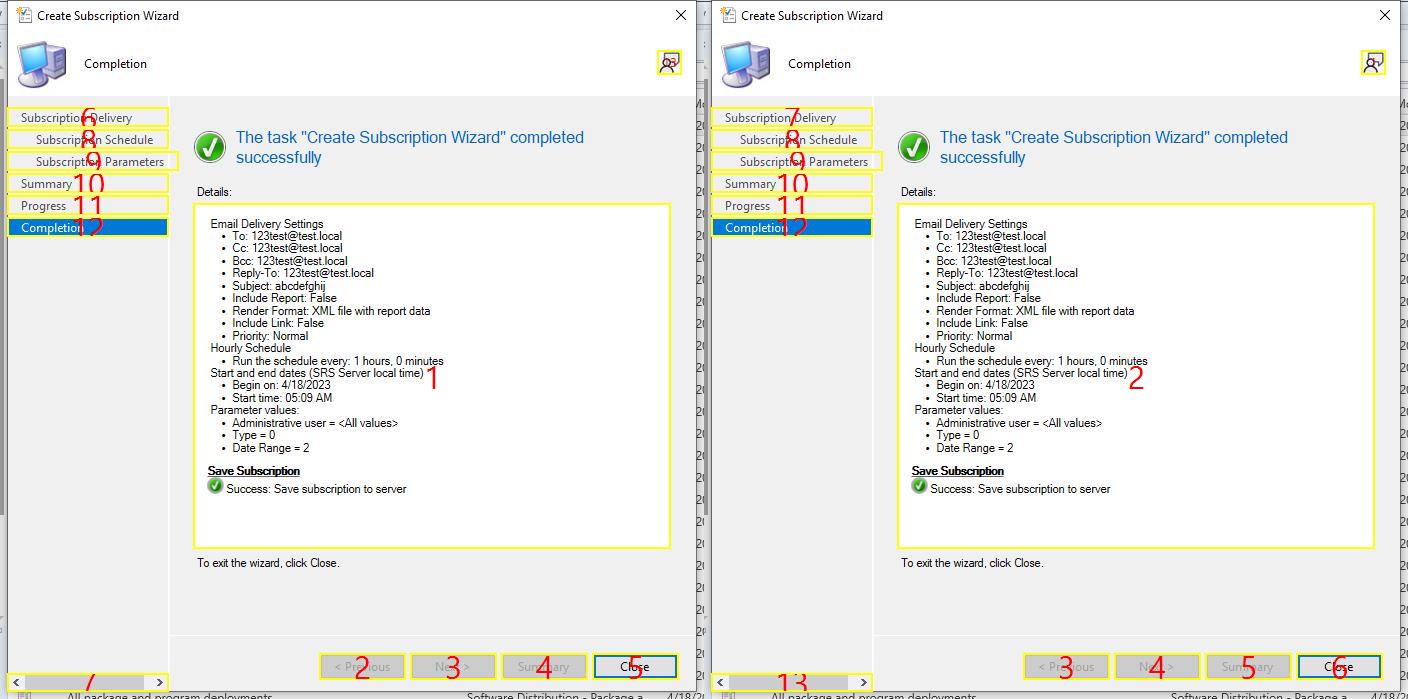 Create Subscription Wizard
Completion
13
Subscription Delivery
6
Subscription Schedule
8
Subscription Parameters
9
Summary
10
Progress
11
Completion
12
The task "Create Subscription Wizard" completed
successfully
Details:
Email Delivery Settings
• To: 123test@test.local
• Cc: 123test@test.local
• Bcc: 123test@test.local
• Reply-To: 123test@test.local
• Subject: abcdefghij
• Include Report: False
• Render Format: XML file with report data
• Include Link: False
• Priority: Normal
Hourly Schedule
• Run the schedule every: 1 hours, 0 minutes
Start and end dates (SRS Server local time)
1
• Begin on: 4/18/2023
• Start time: 05:09 AM
Parameter values:
• Administrative user = <All values>
• Type = 0
• Date Range = 2
Save Subscription
Success: Save subscription to server
To exit the wizard, click Close.
< Previous
2
Next >
3
Summary
4
Close
5
7
All package and program deployments
Software Distribution - Package a
4/18/20
Create Subscription Wizard
Completion
1
Subscription Delivery
7
Subscription Schedule
8
Subscription Parameters
9
Summary
10
Progress
11
Completion
12
The task "Create Subscription Wizard" completed
successfully
Details:
Email Delivery Settings
• To: 123test@test.local
• Cc: 123test@test.local
• Bcc: 123test@test.local
• Reply-To: 123test@test.local
• Subject: abcdefghij
• Include Report: False
• Render Format: XML file with report data
• Include Link: False
• Priority: Normal
Hourly Schedule
• Run the schedule every: 1 hours, 0 minutes
Start and end dates (SRS Server local time)
2
• Begin on: 4/18/2023
• Start time: 05:09 AM
Parameter values:
• Administrative user = <All values>
• Type = 0
• Date Range = 2
Save Subscription
Success: Save subscription to server
To exit the wizard, click Close.
< Previous
3
Next >
4
Summary
5
Close
6
13
All package and program deployments
Software Distribution - Package a
4/18/20